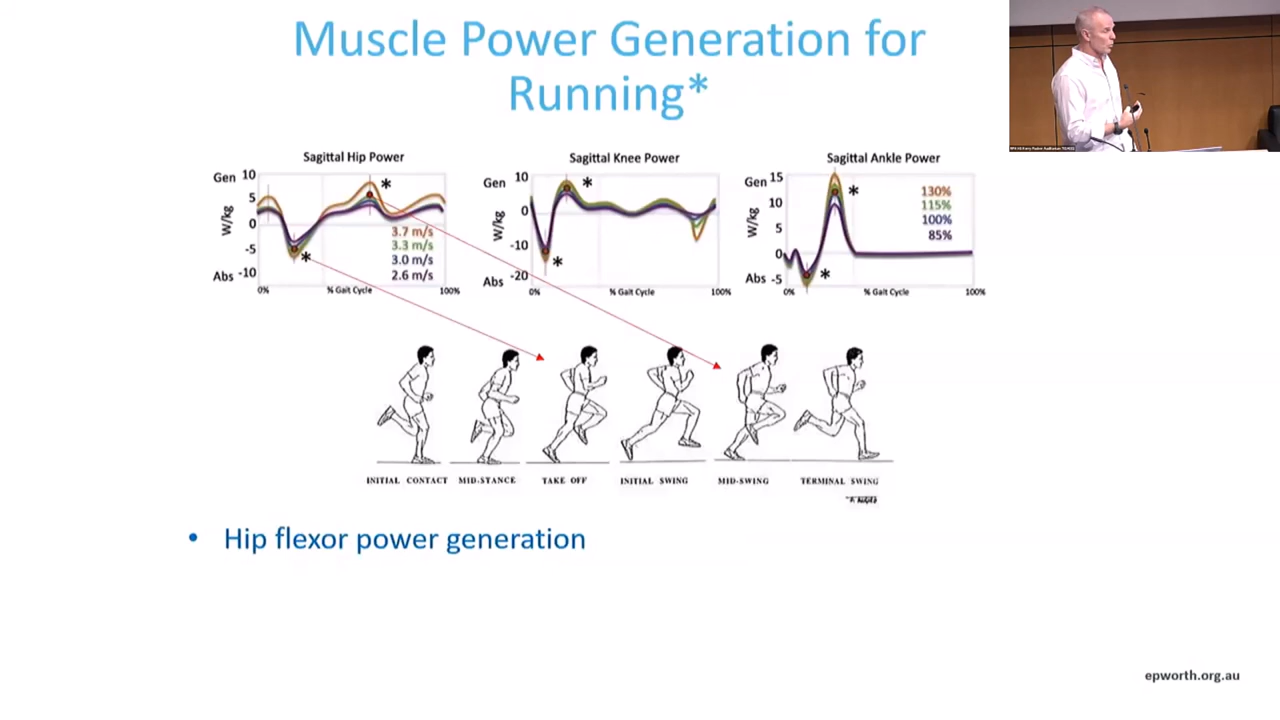 Muscle Power Generation for
Running*
Sagittal Hip Power
Gen 10
5
0
-5
Abs -10
W/kg
*
*
3.7 m/s
3.3 m/s
3.0 m/s
2.6 m/s
0%
% Gait Cycle
100%
Sagittal Knee Power
Gen 10
0
-10
Abs -20
W/kg
*
*
0%
% Gait Cycle
100%
Sagittal Ankle Power
Gen 15
10
5
0
Abs -5
W/kg
*
*
130%
115%
100%
85%
0%
% Gait Cycle
100%
INITIAL CONTACT MID-STANCE TAKE OFF INITIAL SWING MID-SWING TERMINAL SWING
• Hip flexor power generation
epworth.org.au